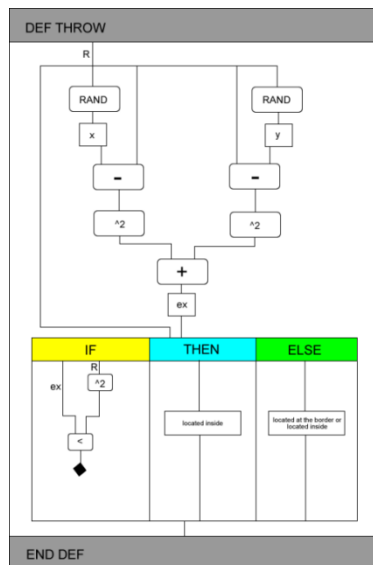 DEF THROW
R
RAND
RAND
x
y
-
-
^2
^2
+
ex
IF
THEN
ELSE
R
ex
^2
<
located inside
located at the border or
located inside
END DEF